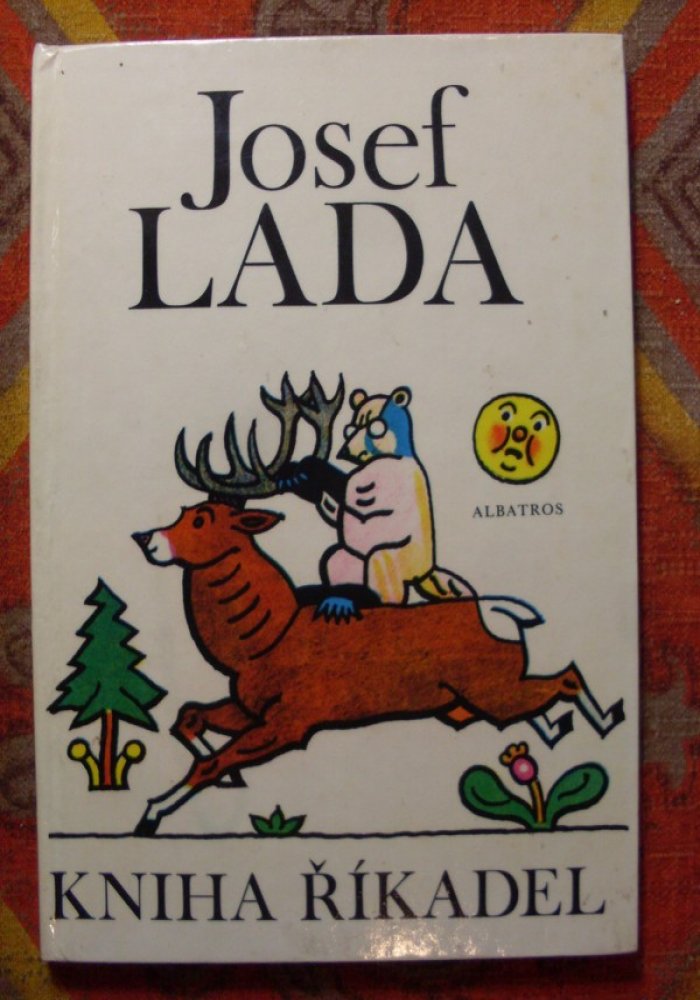 Josef
LADA
ALBATROS
KNIHA ŘÍKADEL